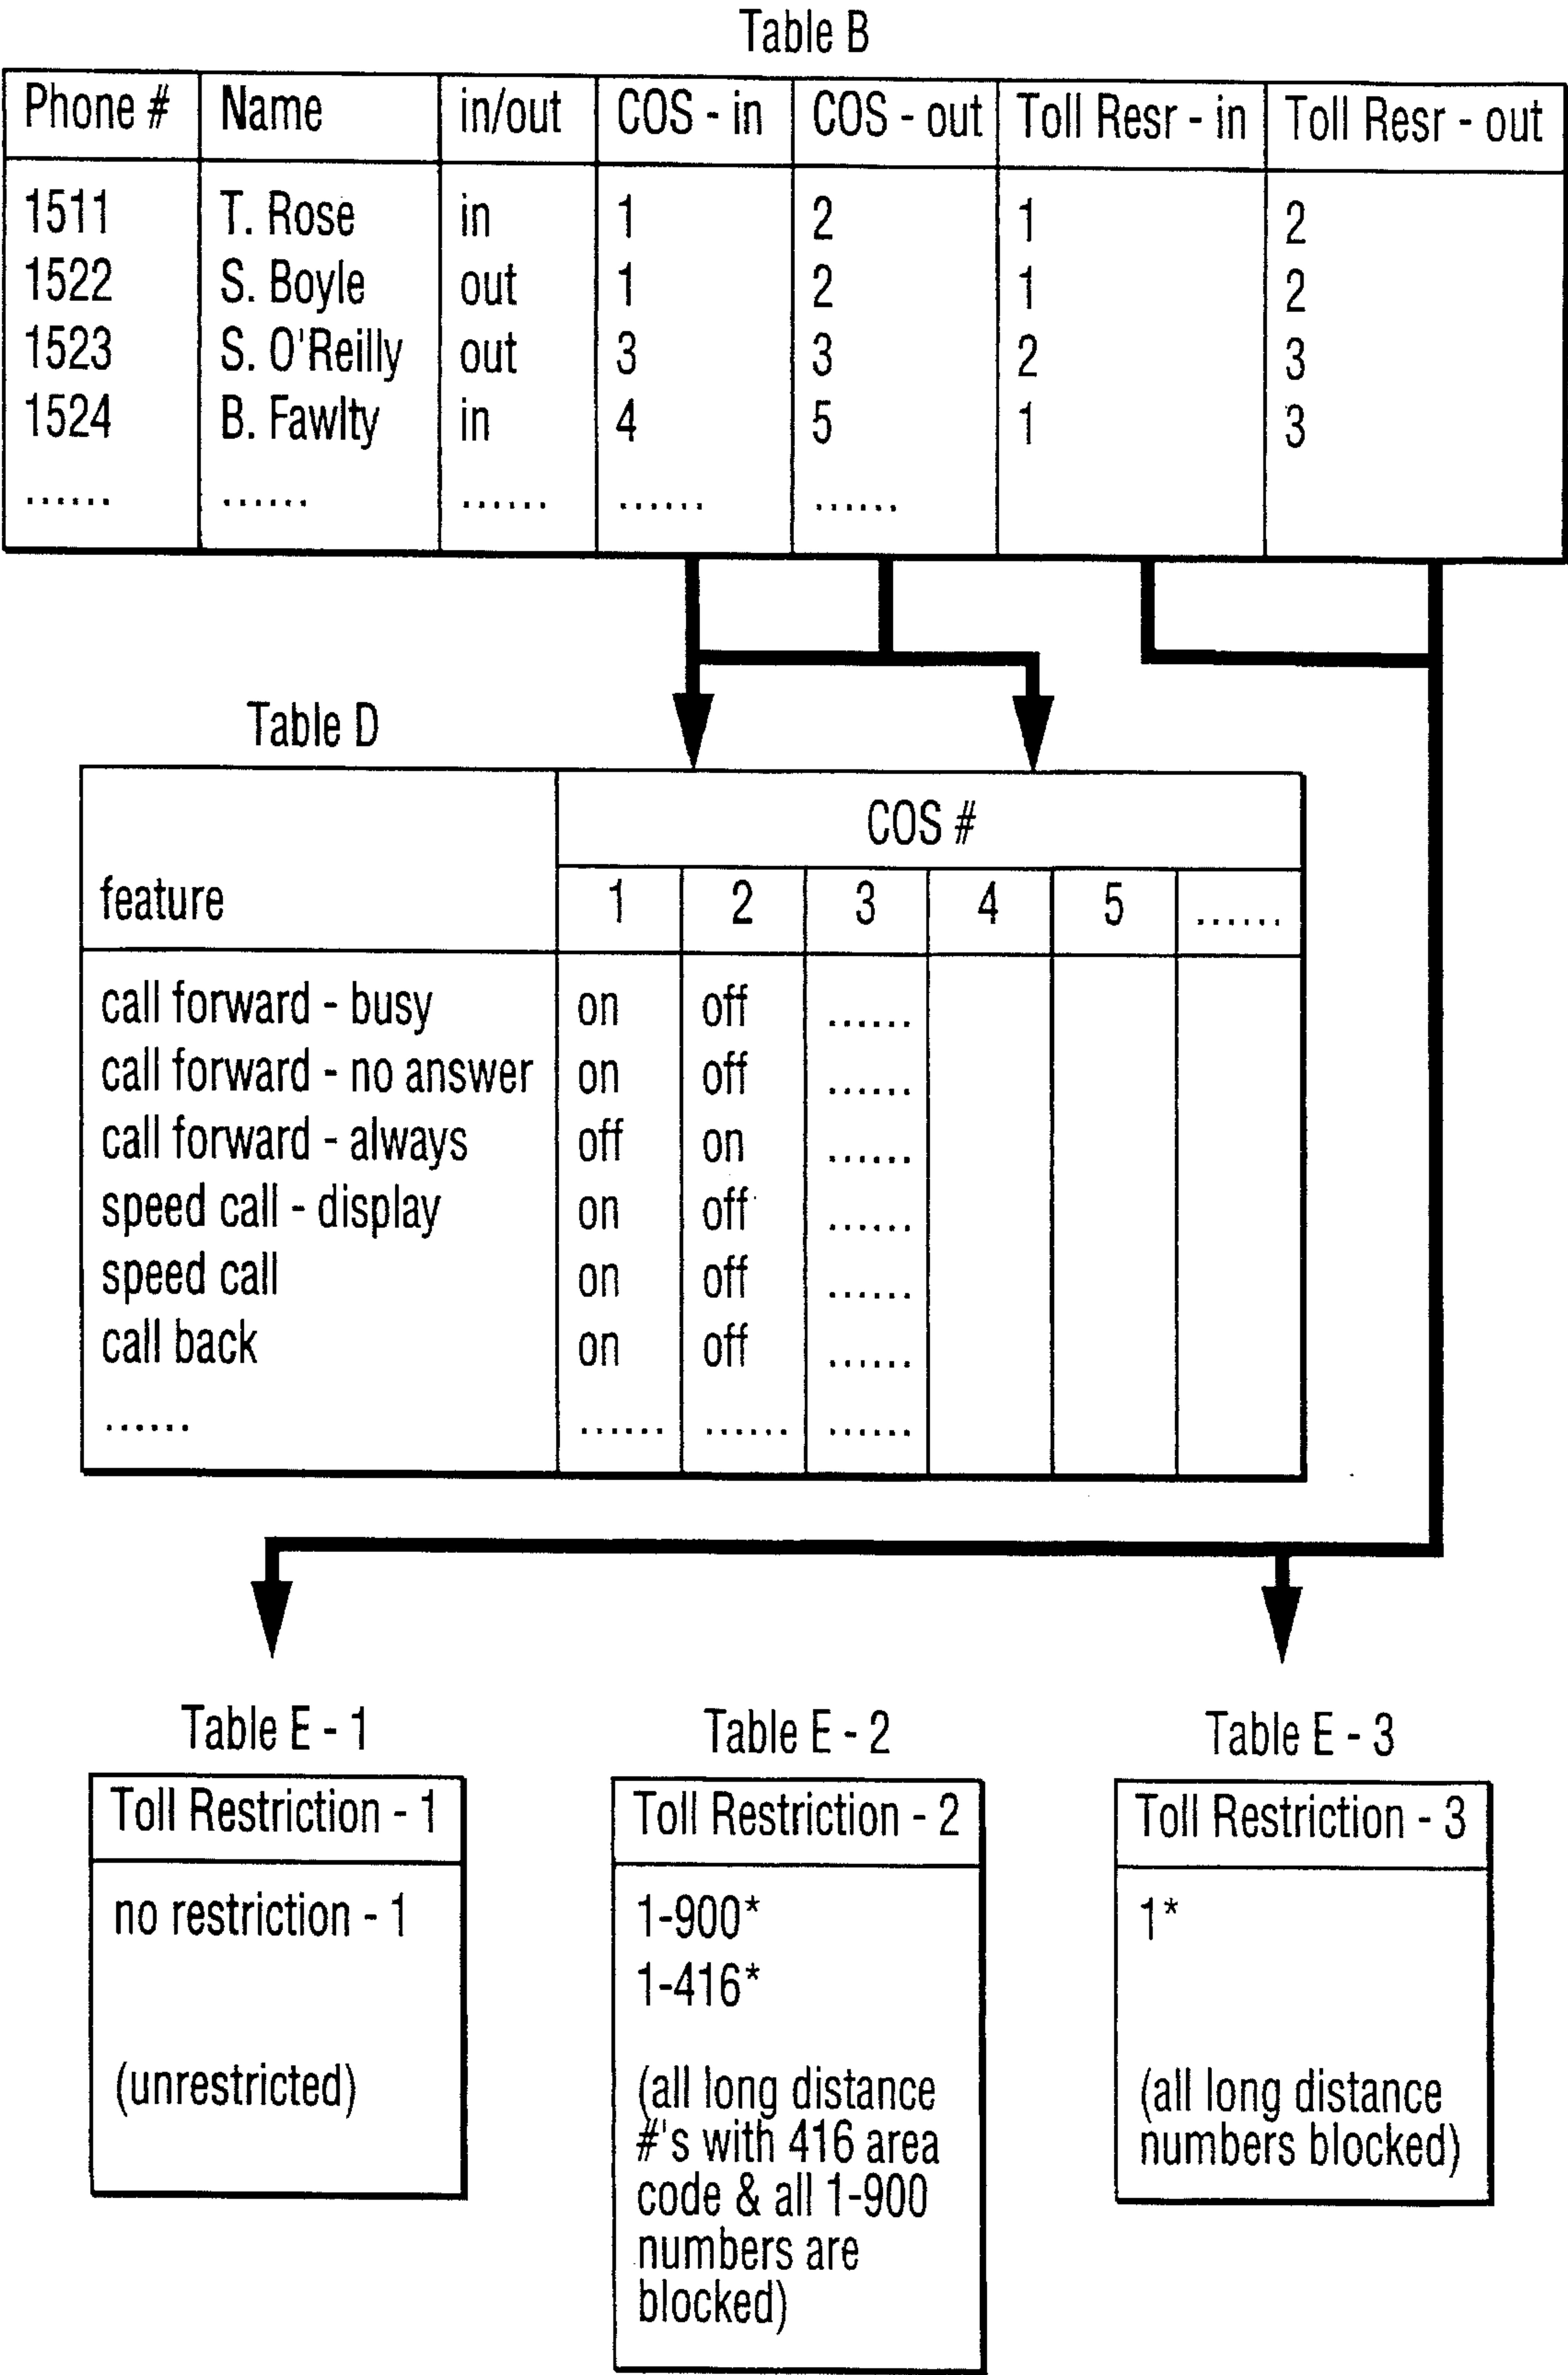 Table B
Phone # Name in/out COS - in COS - out Toll Resr - in Toll Resr - out
1511 T. Rose in 1 2 1 2
1522 S. Boyle out 1 2 1 2
1523 S. O'Reilly out 3 3 2 3
1524 B. Fawlty in 4 5 1 3
...... ...... ...... ...... ......
Table D
COS #
feature 1 2 3 4 5 ......
call forward - busy on off ......
call forward - no answer on off ......
call forward - always off on ......
speed call - display on off ......
speed call on off ......
call back on off ......
...... ...... ...... ......
Table E - 1
Toll Restriction - 1
no restriction - 1
(unrestricted)
Table E - 2
Toll Restriction - 2
1-900*
1-416*
(all long distance
#'s with 416 area
code & all 1-900
numbers are
blocked)
Table E - 3
Toll Restriction - 3
1*
(all long distance
numbers blocked)